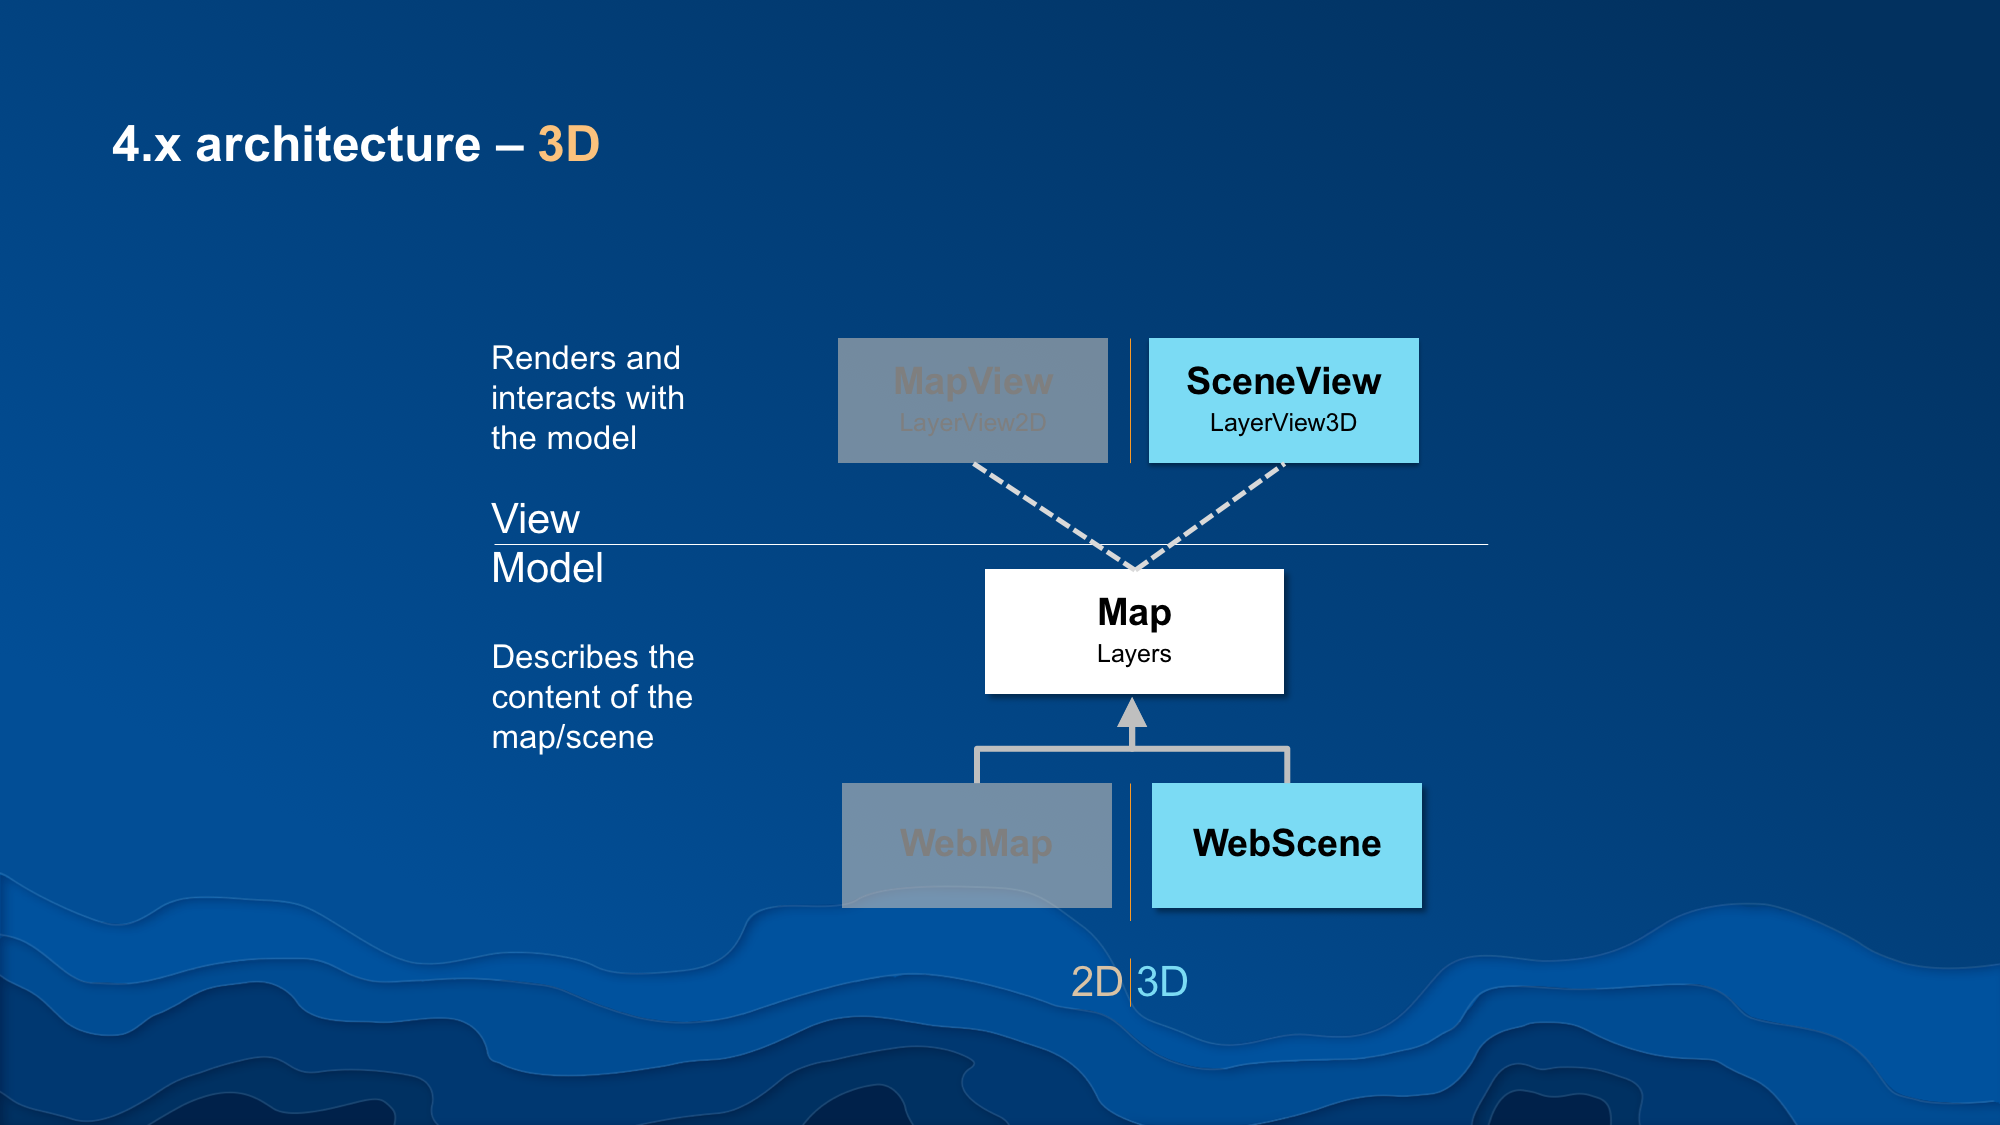 4.x architecture – 3D
Renders and
interacts with
the model
MapView
LayerView2D
SceneView
LayerView3D
View
Model
Map
Layers
Describes the
content of the
map/scene
WebMap
WebScene
2D
3D